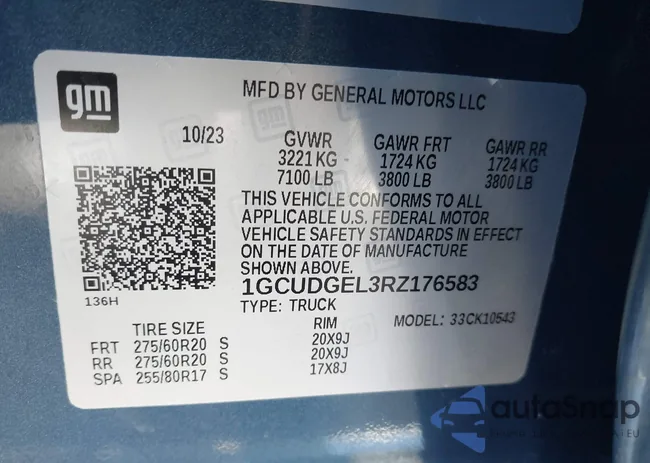 gm
MFD BY GENERAL MOTORS LLC
10/23 GVWR GAWR FRT GAWR RR
3221 KG 1724 KG 1724 KG
7100 LB 3800 LB 3800 LB
THIS VEHICLE CONFORMS TO ALL
APPLICABLE U.S. FEDERAL MOTOR
VEHICLE SAFETY STANDARDS IN EFFECT
ON THE DATE OF MANUFACTURE
SHOWN ABOVE.
136H
1GCUDGEL3RZ176583
TYPE: TRUCK MODEL: 33CK10543
TIRE SIZE RIM
FRT 275/60R20 S 20X9J
RR 275/60R20 S 20X9J
SPA 255/80R17 S 17X8J
autoSnap